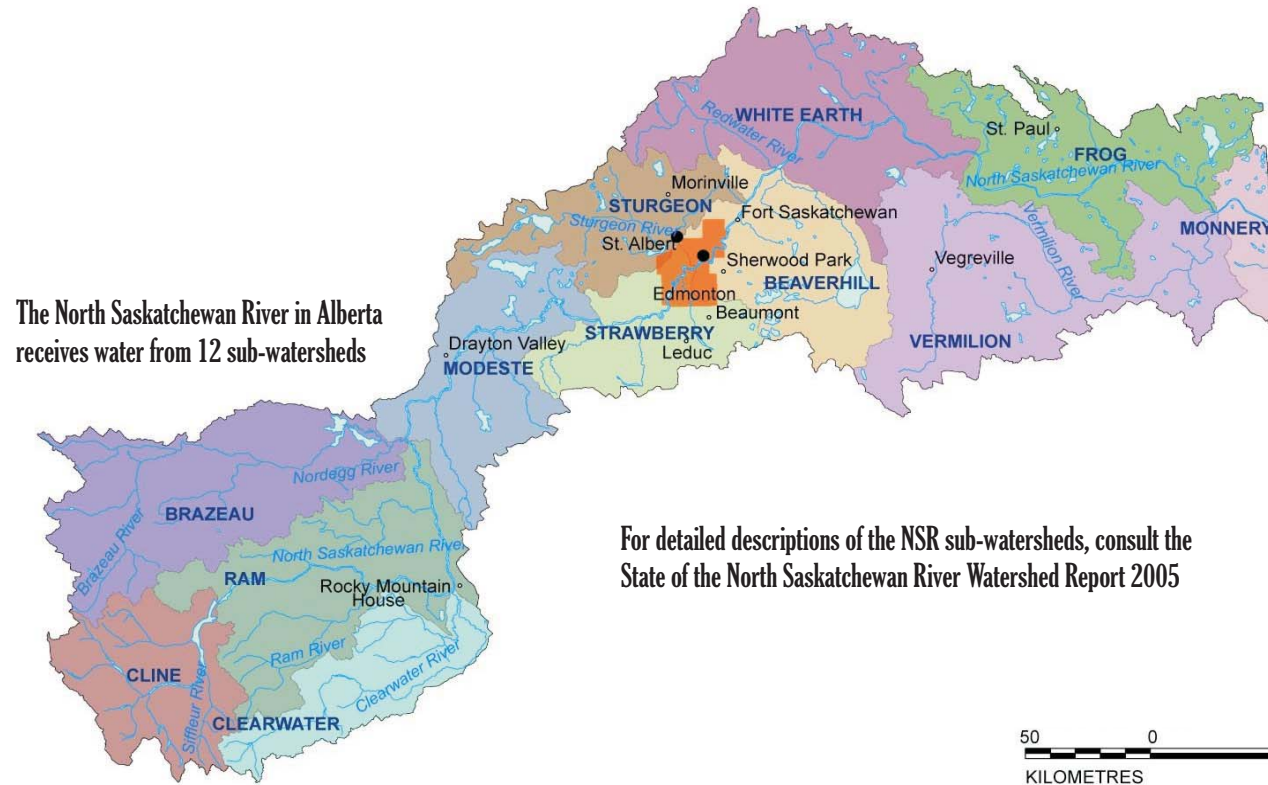 WHITE EARTH
Redwater River
St. Paul
FROG
North Saskatchewan River
Morinville
STURGEON
Sturgeon River
Fort Saskatchewan
St. Albert
Vermilion River
MONNERY
Sherwood Park
Vegreville
BEAVERHILL
Edmonton
Beaumont
The North Saskatchewan River in Alberta
receives water from 12 sub-watersheds
STRAWBERRY
Leduc
VERMILION
Drayton Valley
MODESTE
Nordegg River
BRAZEAU
Brazeau River
North Saskatchewan River
For detailed descriptions of the NSR sub-watersheds, consult the
State of the North Saskatchewan River Watershed Report 2005
RAM
Rocky Mountain
House
Ram River
CLINE
Siffleur River
Clearwater River
CLEARWATER
50 0
KILOMETRES